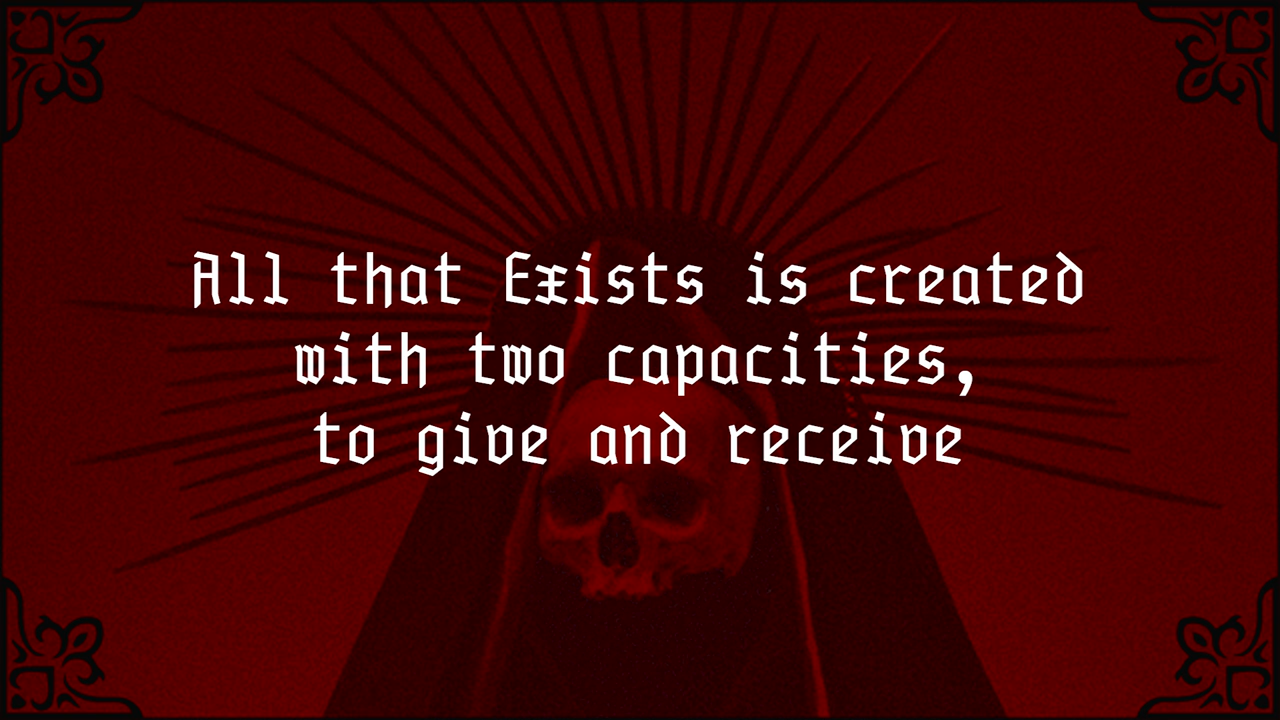 All that Exists is created
with two capacities,
to give and receive